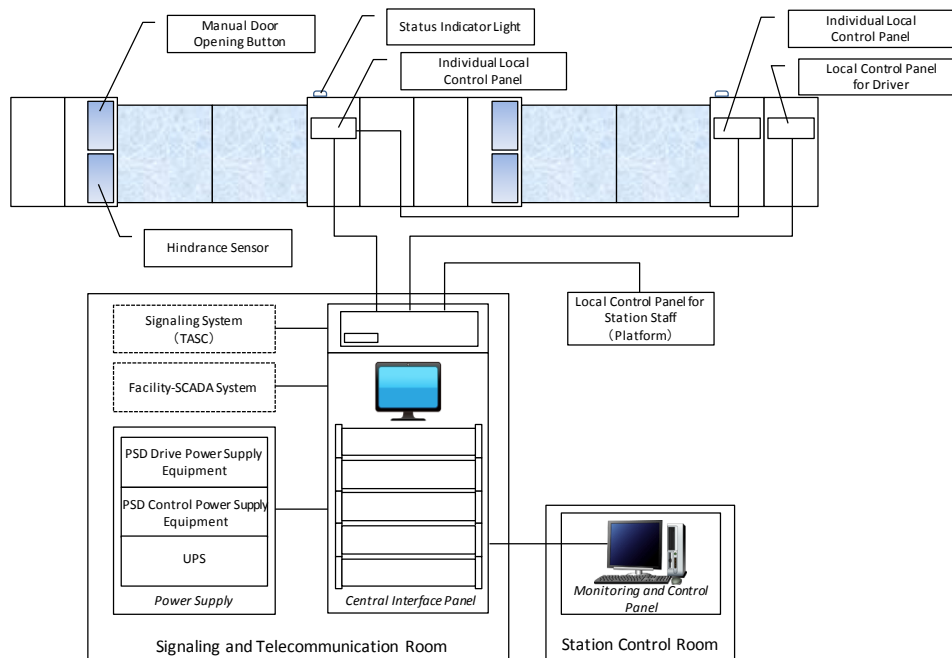 Manual Door
Opening Button
Status Indicator Light
Individual Local
Control Panel
Individual Local
Control Panel
Local Control Panel
for Driver
Hindrance Sensor
Signaling System
（TASC）
Local Control Panel for
Station Staff
（Platform）
Facility-SCADA System
PSD Drive Power Supply
Equipment
PSD Control Power Supply
Equipment
UPS
Power Supply
Central Interface Panel
Monitoring and Control
Panel
Signaling and Telecommunication Room
Station Control Room